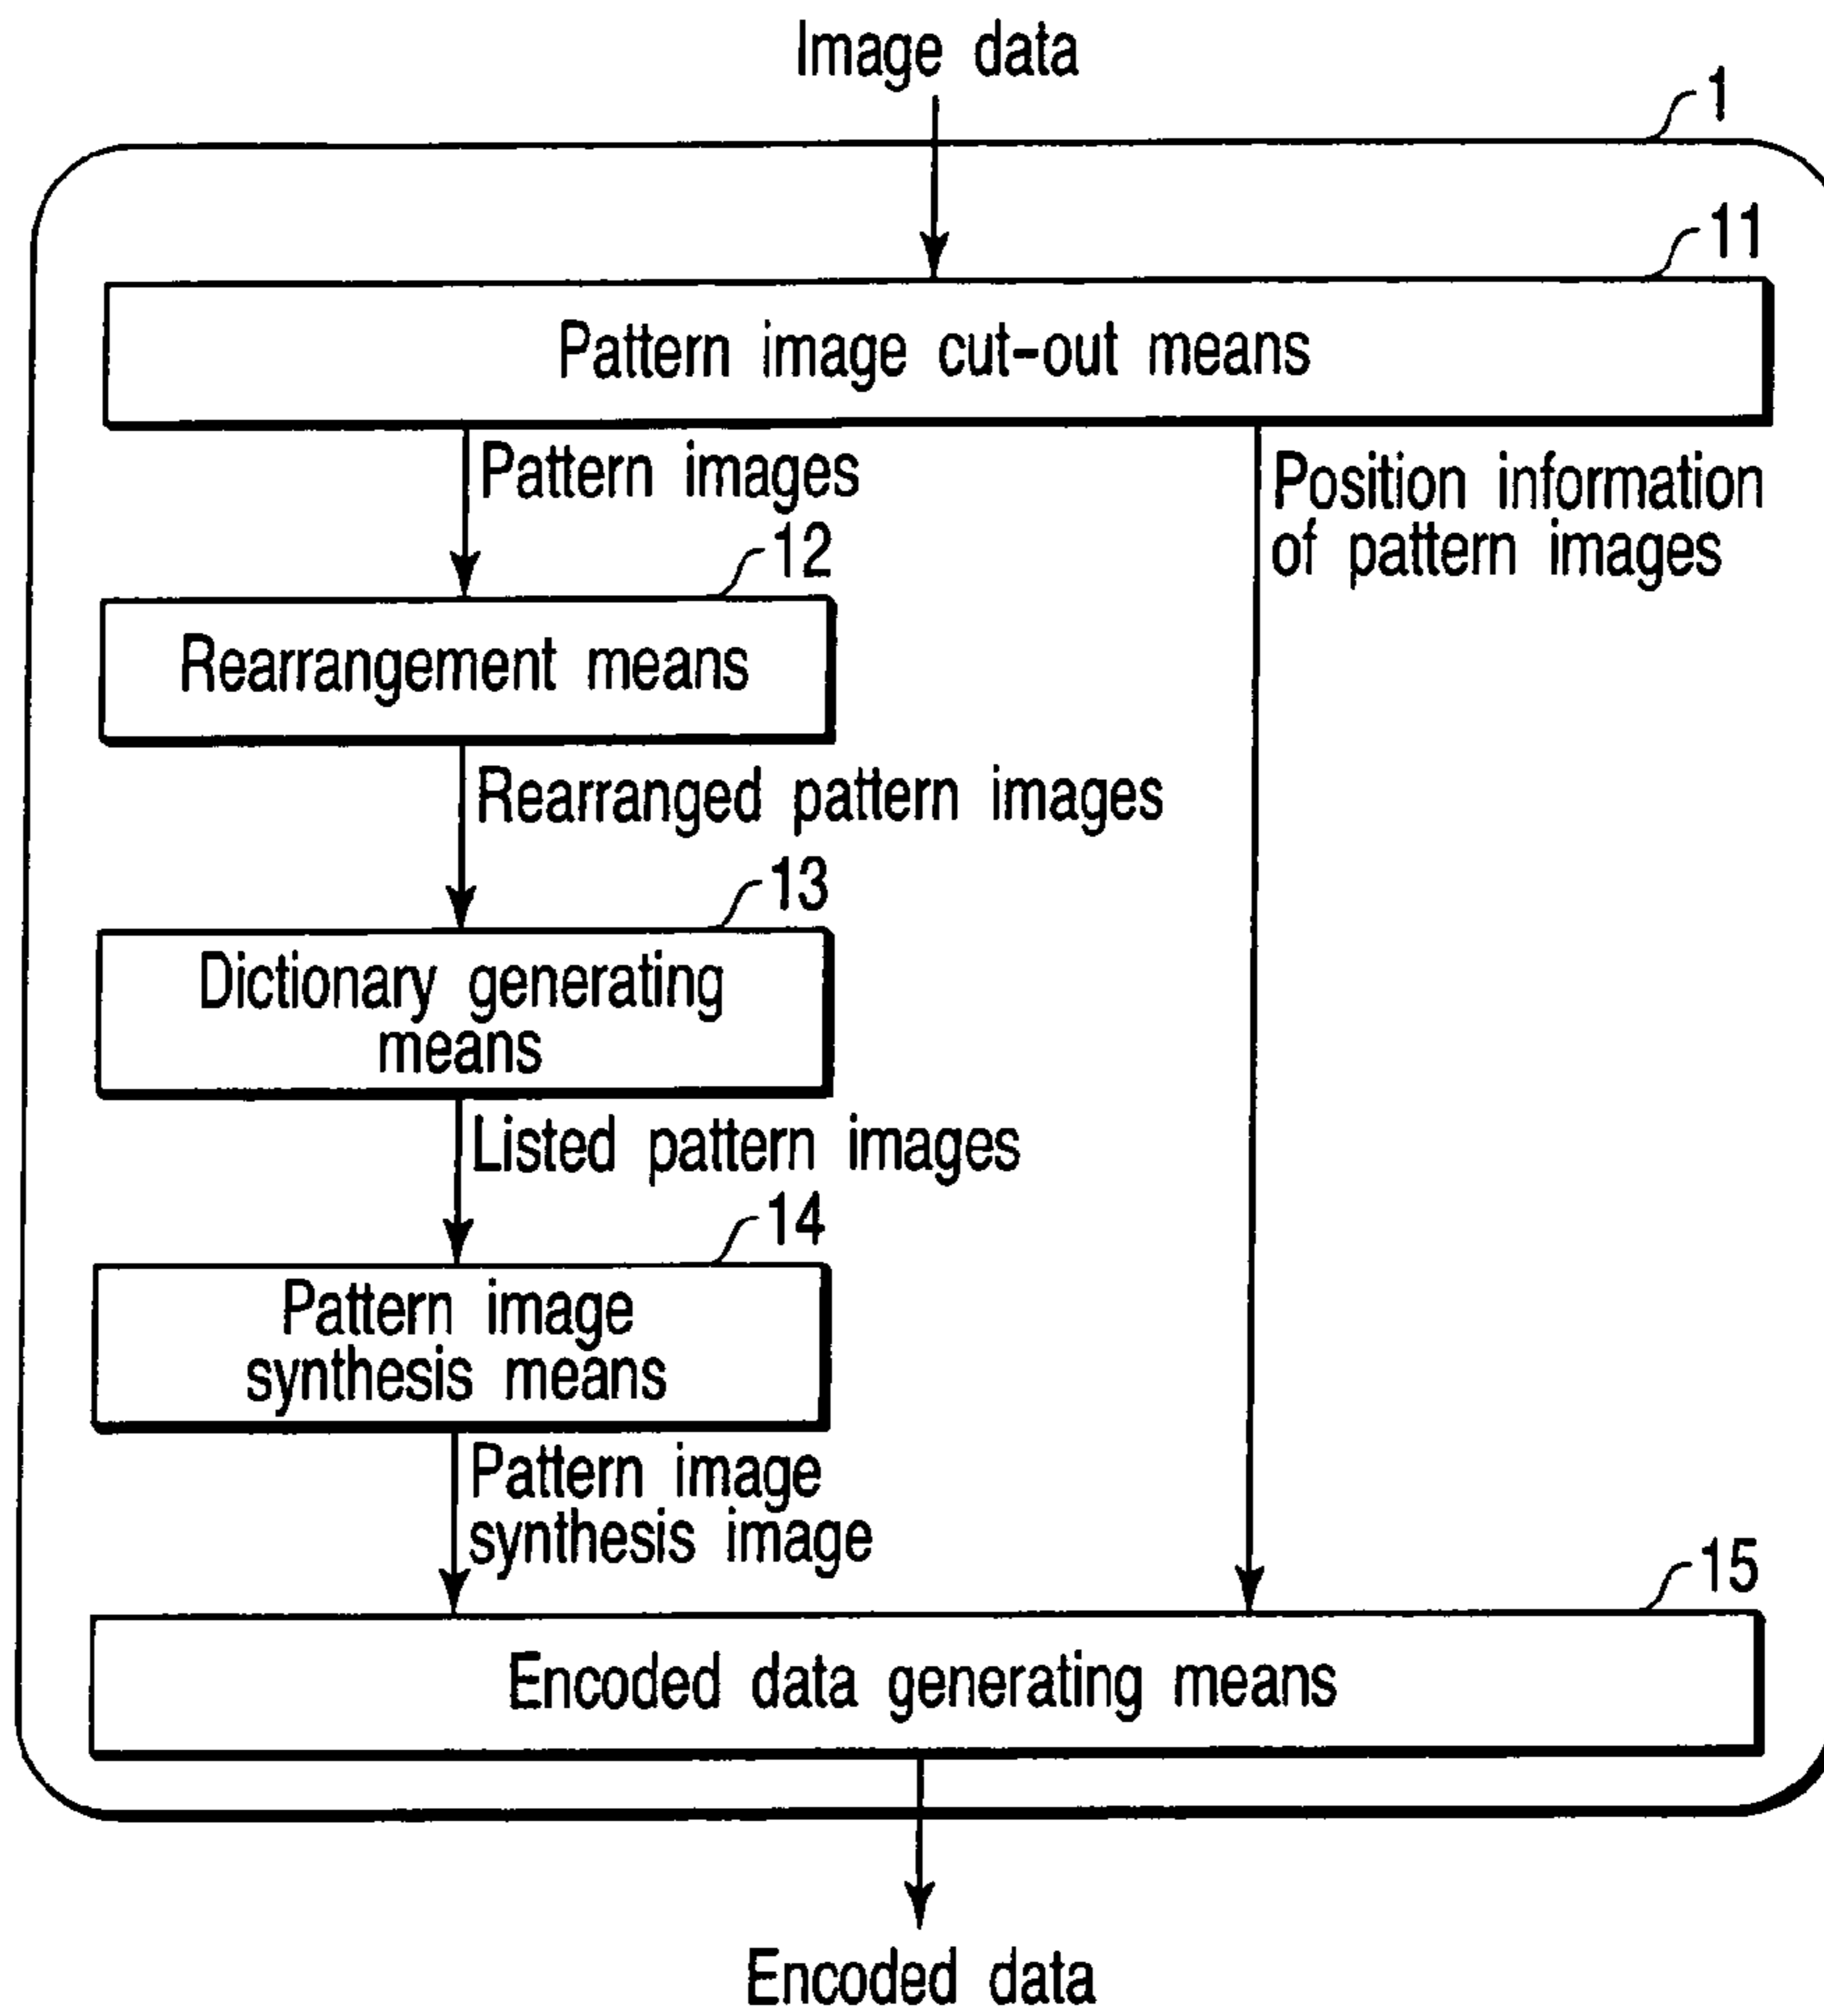 Image data
1
11
Pattern image cut-out means
Pattern images
Position information
of pattern images
12
Rearrangement means
Rearranged pattern images
13
Dictionary generating
means
Listed pattern images
14
Pattern image
synthesis means
Pattern image
synthesis image
15
Encoded data generating means
Encoded data